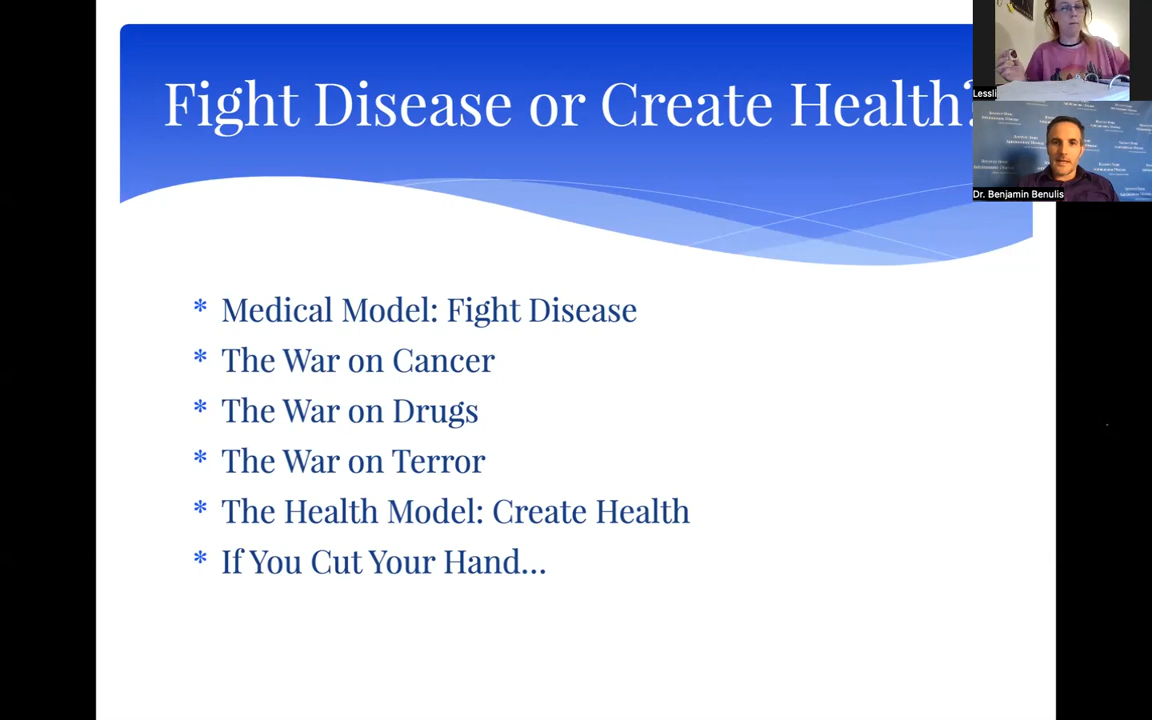 Fight Disease or Create Health?
Lessli
Dr. Benjamin Benulis
* Medical Model: Fight Disease
* The War on Cancer
* The War on Drugs
* The War on Terror
* The Health Model: Create Health
* If You Cut Your Hand...